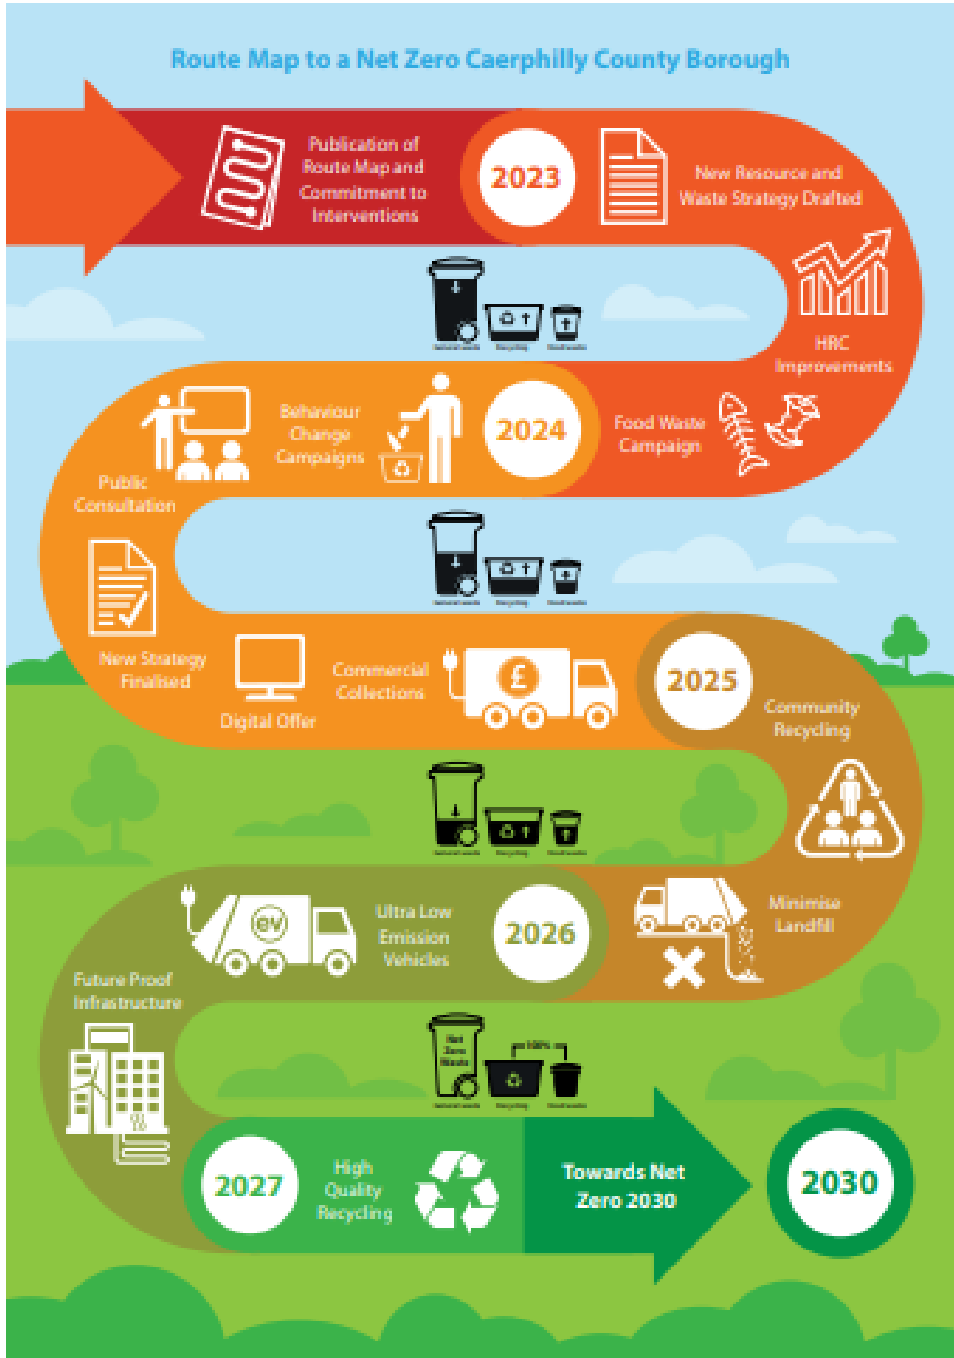 Route Map to a Net Zero Caerphilly County Borough
Publication of
Route Map and
Commitment to
Interventions
2023
New Resource and
Waste Strategy Drafted
HRC
Improvements
Food Waste
Campaign
2024
Behaviour
Change
Campaigns
Public
Consultation
New Strategy
Finalised
Digital Offer
Commercial
Collections
£
2025
Community
Recycling
Minimise
Landfill
2026
Ultra Low
Emission
Vehicles
ev
Future Proof
Infrastructure
Net
Zero
Waste
100%
2027
High
Quality
Recycling
Towards Net
Zero 2030
2030